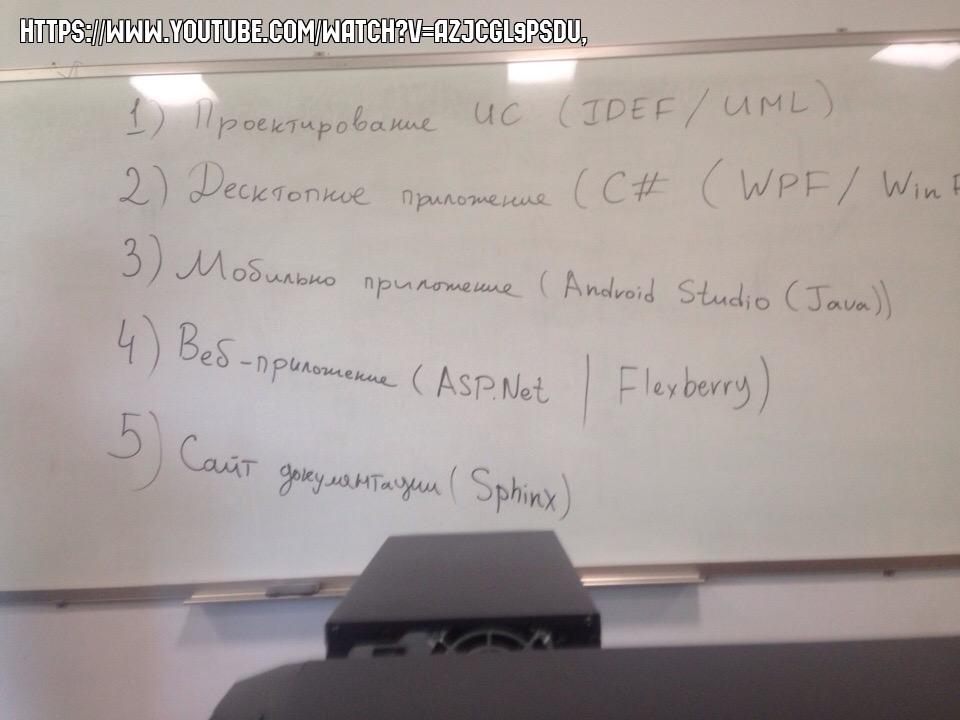 HTTPS://WWW.YOUTUBE.COM/WATCH?V=AZJCGL9PSDU,
1) Проектирование ИС (IDEF / UML)
2) Десктопное приложение (C# ( WPF / Win F
3) Мобильно приложение ( Android Studio (Java))
4) Веб-приложение ( ASP.Net | Flexberry)
5) Сайт документации ( Sphinx)